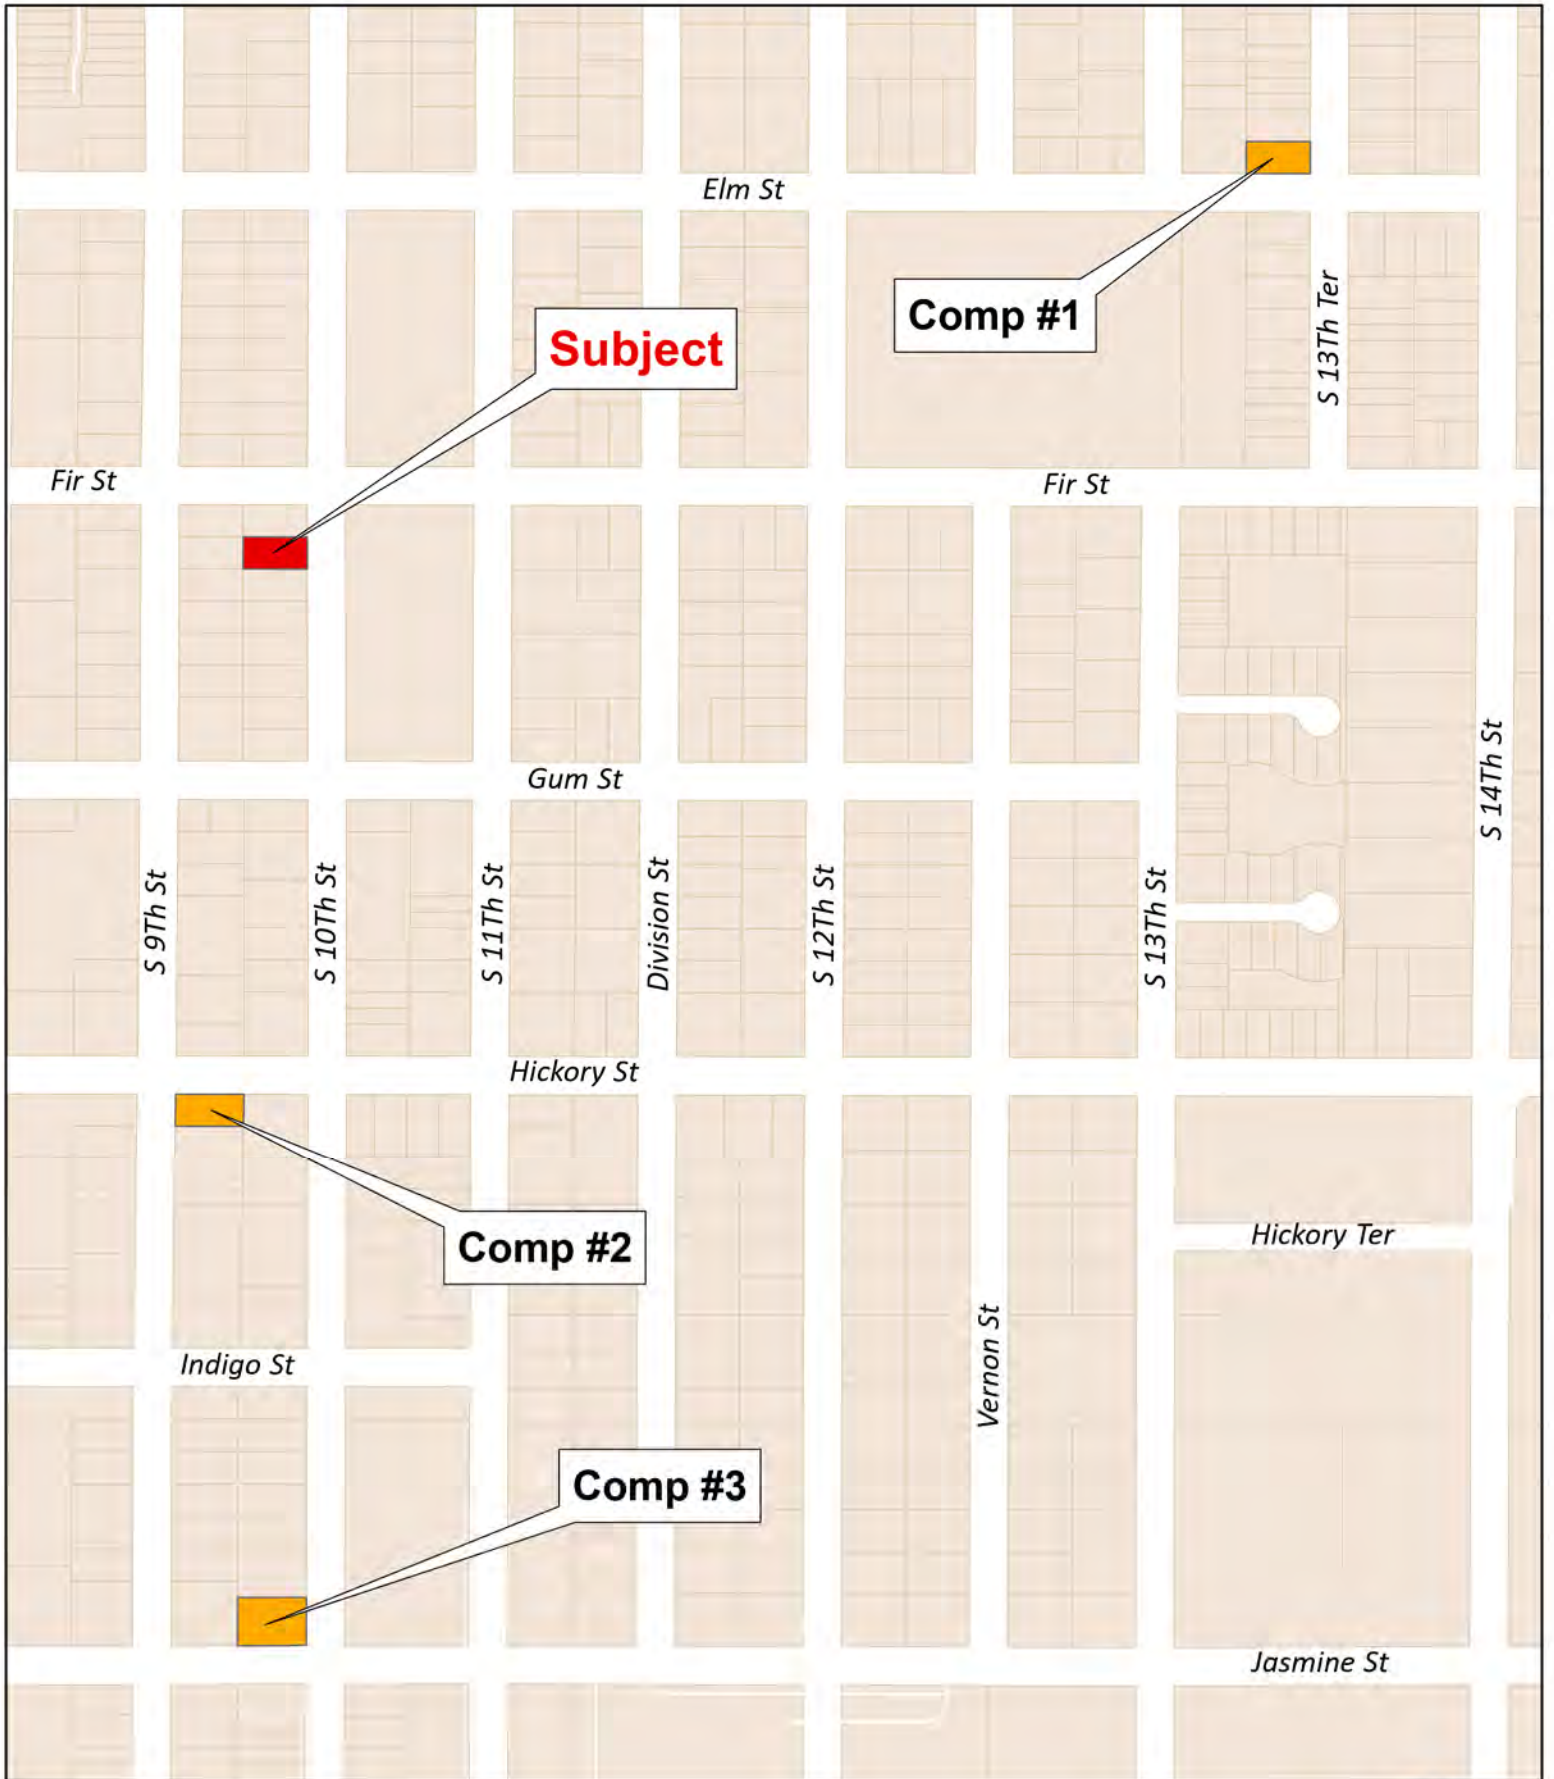 Elm St
Comp #1
S 13Th Ter
Subject
Fir St
Fir St
Gum St
S 14Th St
S 9Th St
S 10Th St
S 11Th St
Division St
S 12Th St
S 13Th St
Hickory St
Comp #2
Hickory Ter
Vernon St
Indigo St
Comp #3
Jasmine St